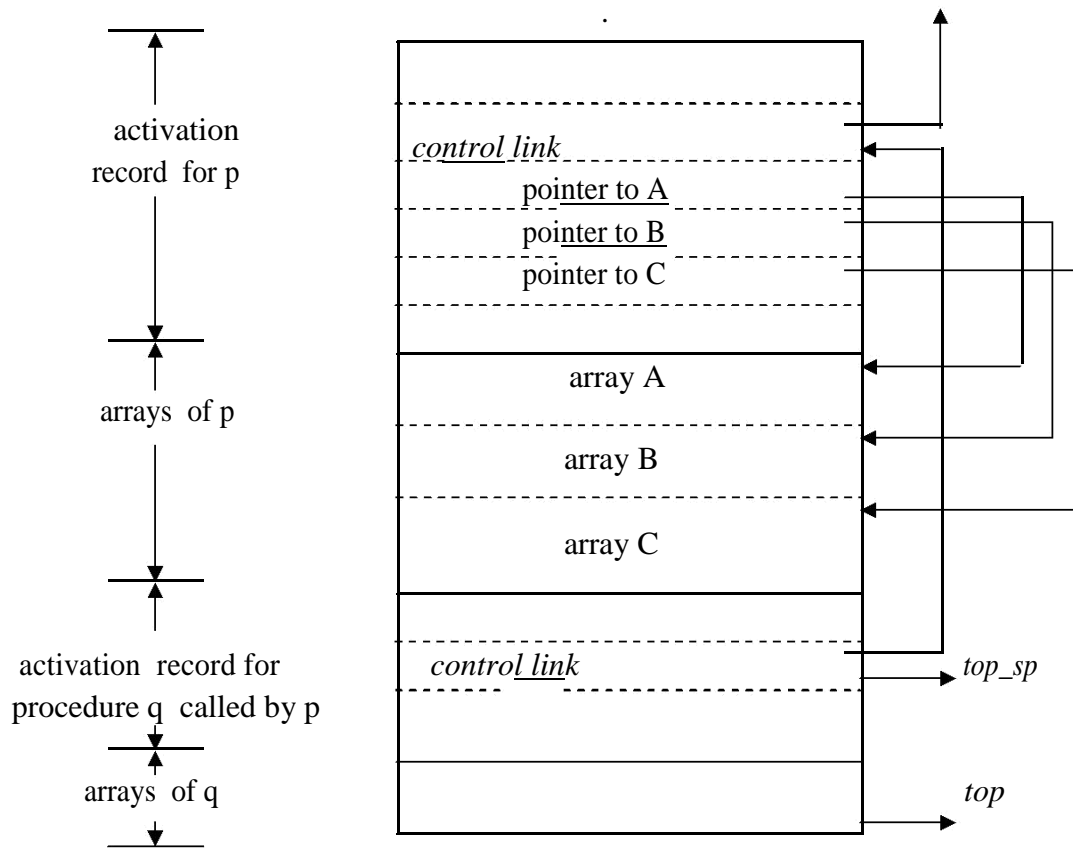 .
activation
record for p
control link
pointer to A
pointer to B
pointer to C
array A
arrays of p
array B
array C
activation record for
procedure q called by p
control link
top_sp
arrays of q
top